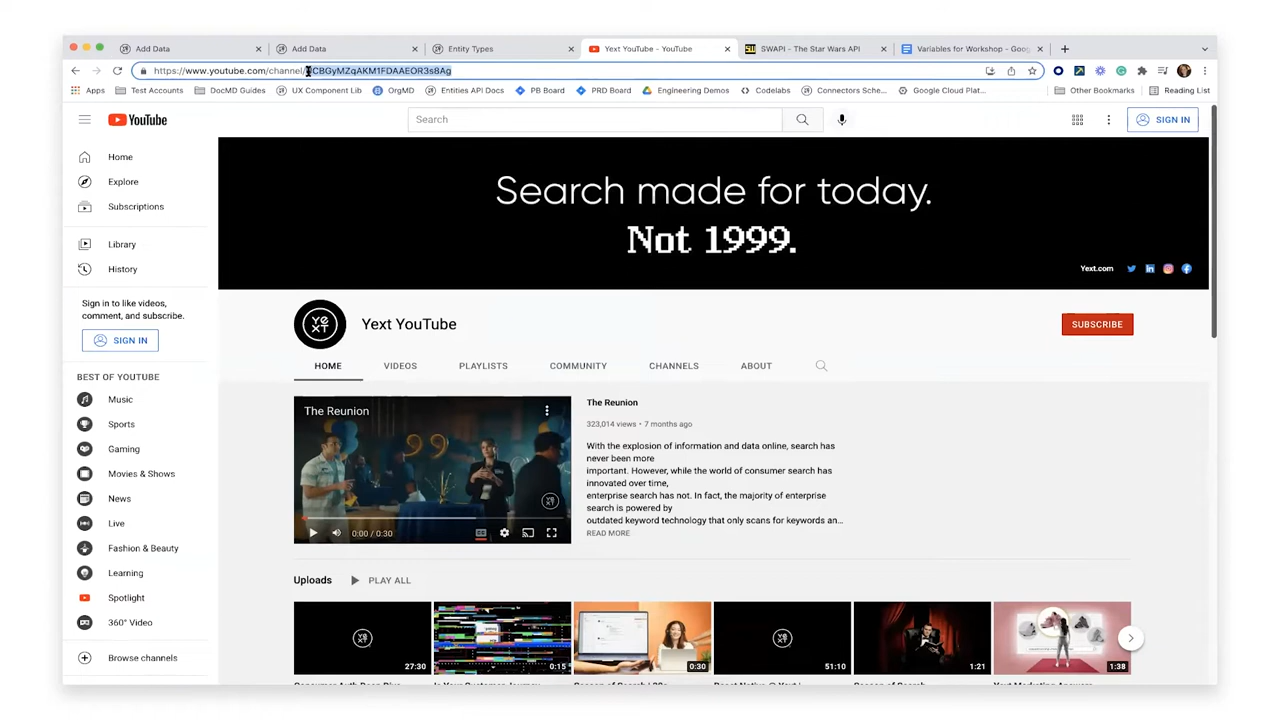 Add Data
Add Data
Entity Types
Yext YouTube - YouTube
SWAPI - The Star Wars API
Variables for Workshop - Goog
https://www.youtube.com/channel/UCBGyMZqAKM1FDAAEOR3s8Ag
Apps
Test Accounts
DocMD Guides
UX Component Lib
OrgMD
Entities API Docs
PB Board
PRD Board
Engineering Demos
Codelabs
Connectors Sche...
Google Cloud Plat...
Other Bookmarks
Reading List
YouTube
Search
SIGN IN
Home
Explore
Subscriptions
Library
History
Sign in to like videos,
comment, and subscribe.
SIGN IN
BEST OF YOUTUBE
Music
Sports
Gaming
Movies & Shows
News
Live
Fashion & Beauty
Learning
Spotlight
360° Video
Browse channels
Search made for today.
Not 1999.
Yext.com
YEXT
Yext YouTube
SUBSCRIBE
HOME
VIDEOS
PLAYLISTS
COMMUNITY
CHANNELS
ABOUT
The Reunion
0:00 / 0:30
The Reunion
323,014 views • 7 months ago
With the explosion of information and data online, search has
never been more
important. However, while the world of consumer search has
innovated over time,
enterprise search has not. In fact, the majority of enterprise
search is powered by
outdated keyword technology that only scans for keywords an...
READ MORE
Uploads
PLAY ALL
27:30
0:15
0:30
51:10
1:21
1:38